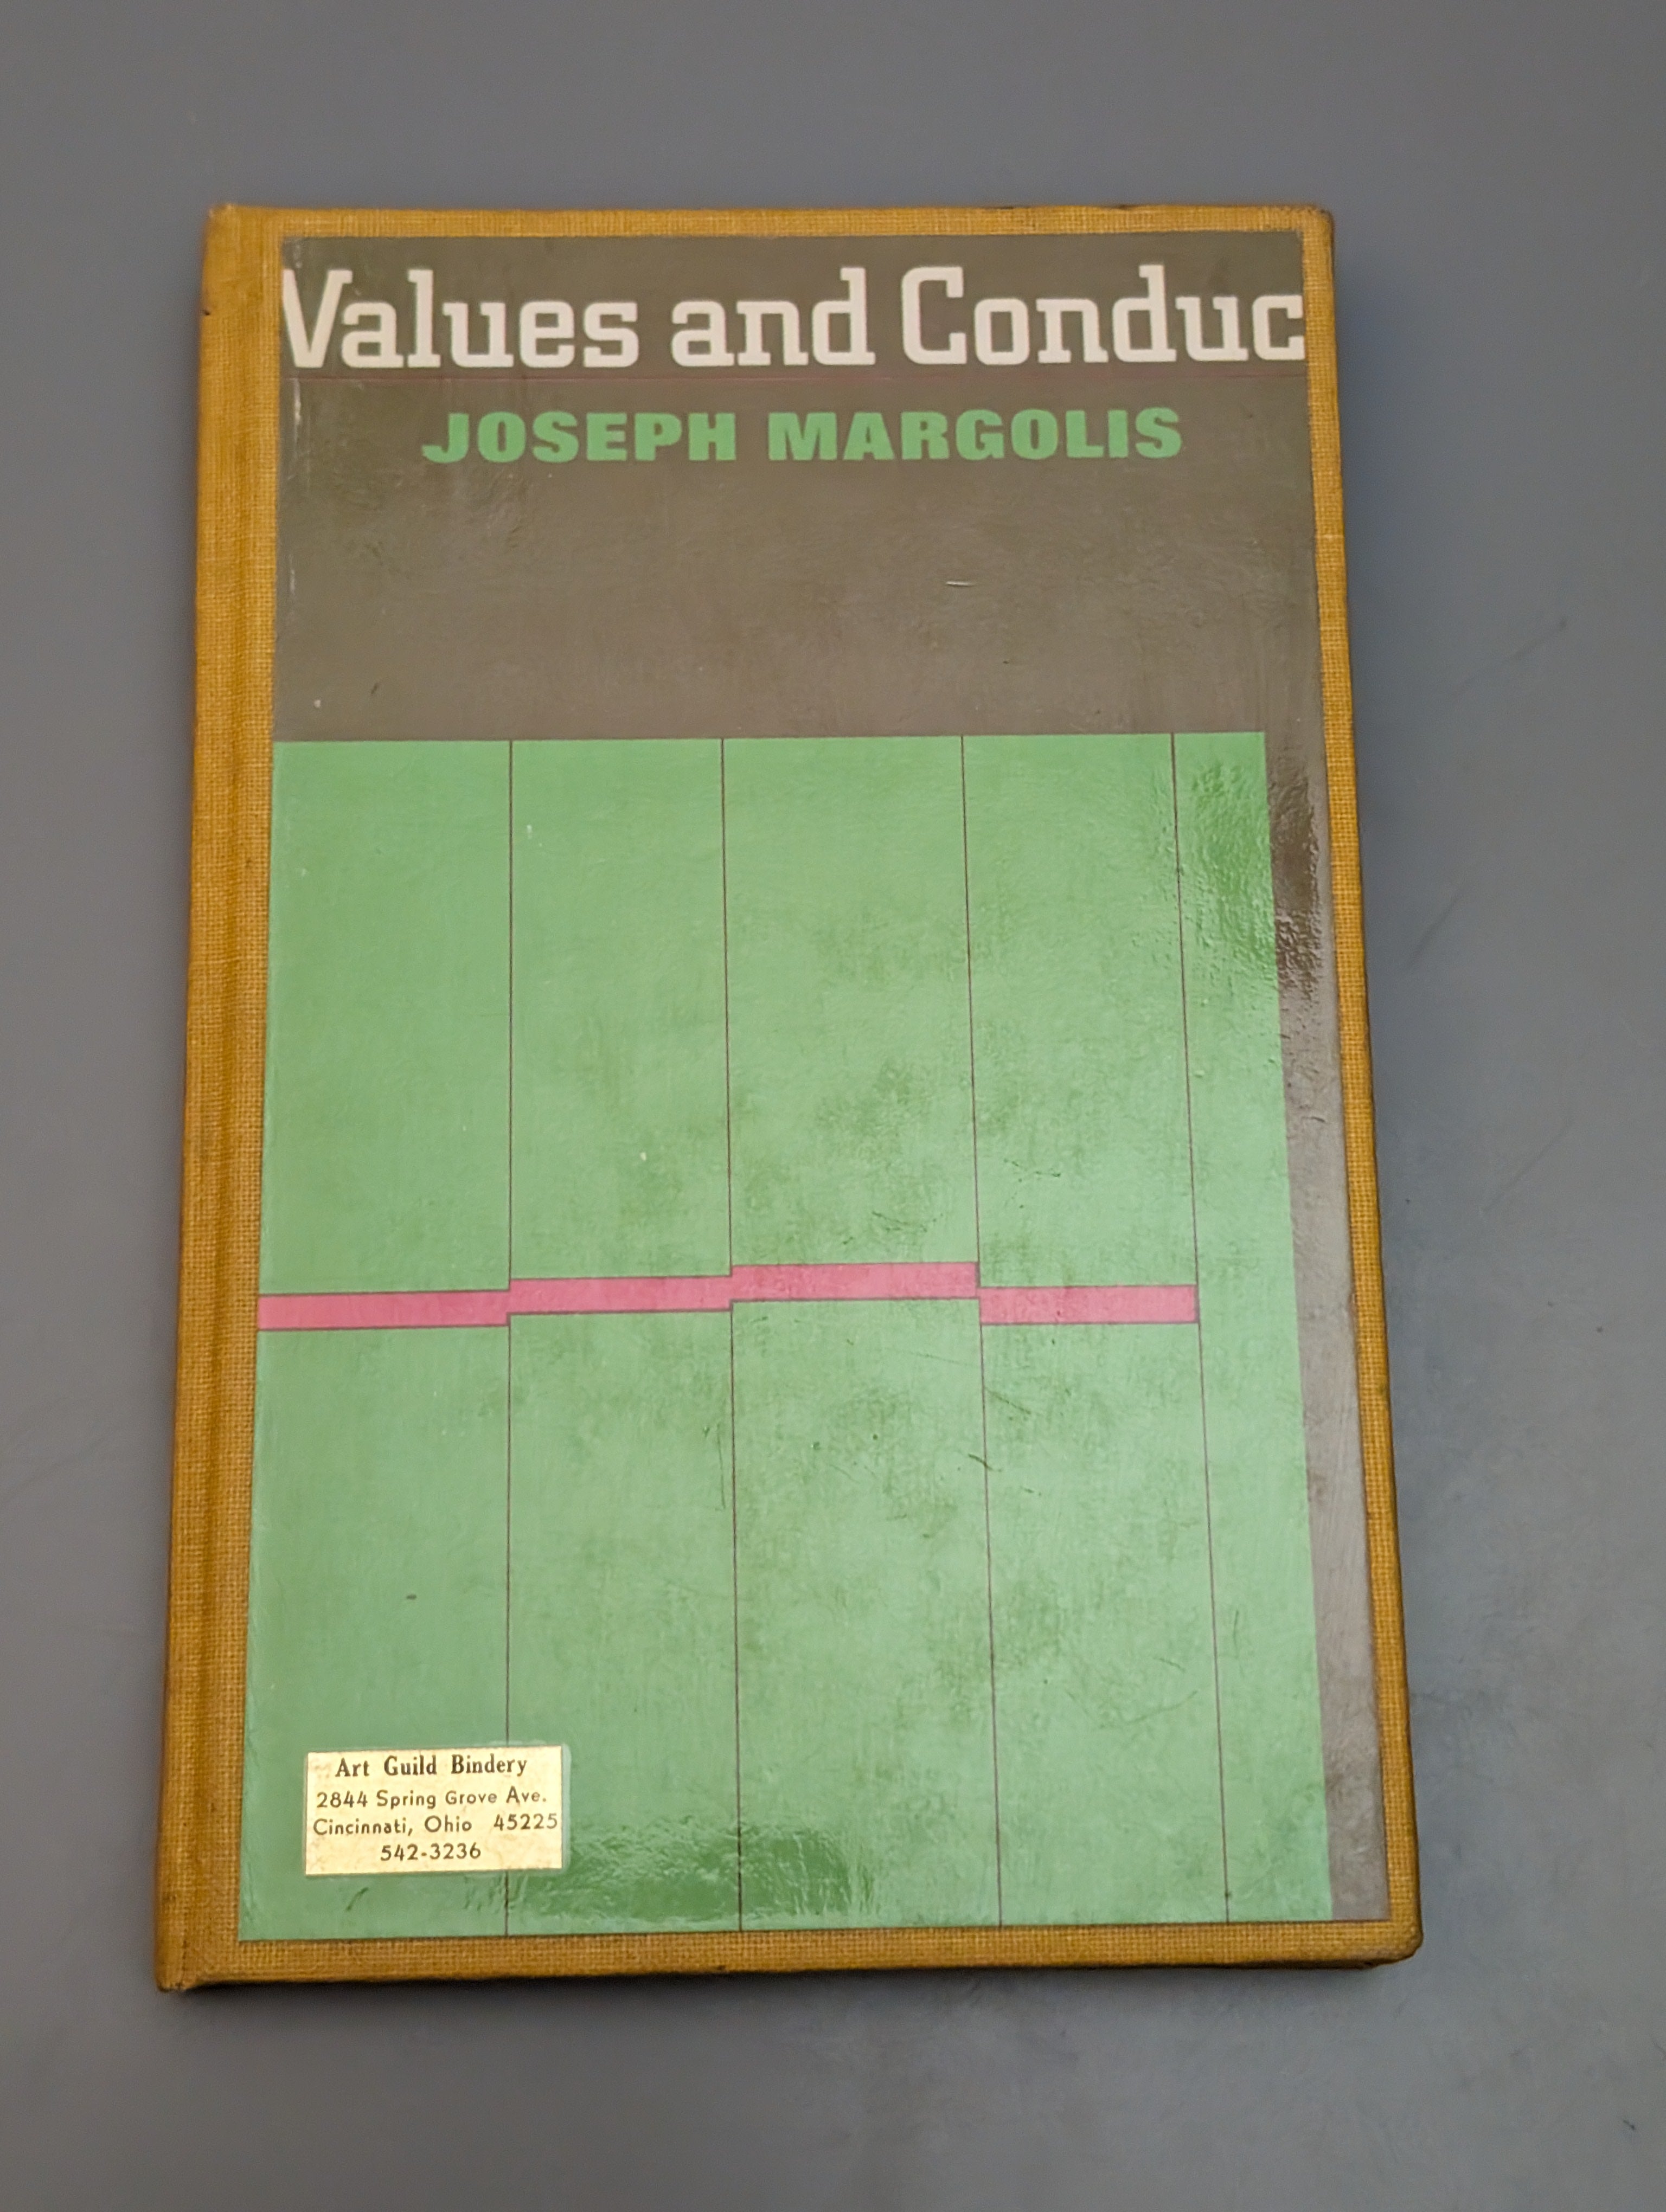 Values and Conduc
JOSEPH MARGOLIS
Art Guild Bindery
2844 Spring Grove Ave.
Cincinnati, Ohio 45225
542-3236